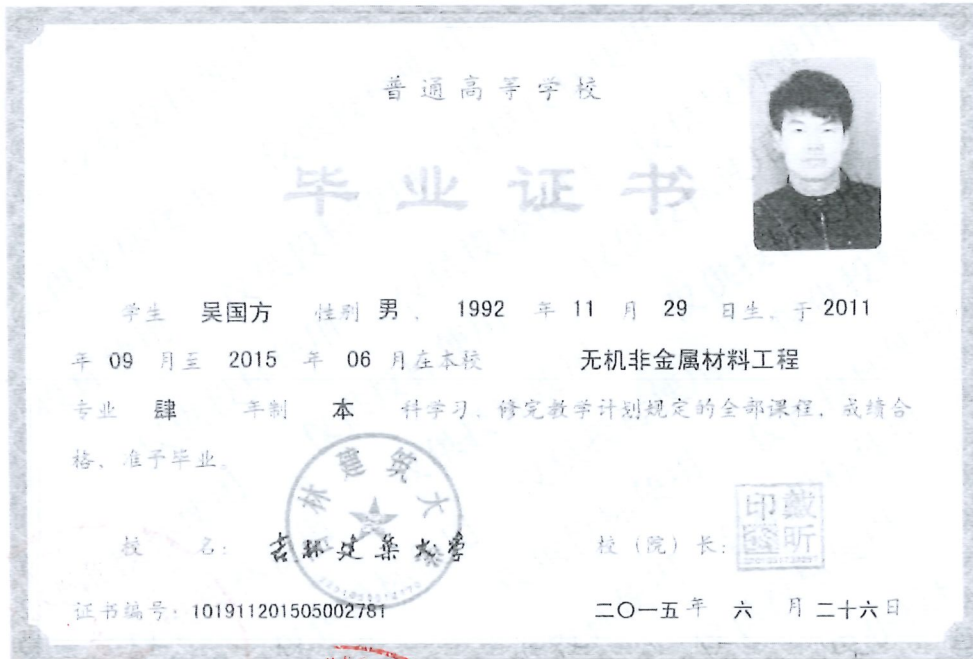 普通高等学校
毕业证书
学生 吴国方 性别 男、 1992 年 11 月 29 日生、于 2011
年 09 月至 2015 年 06 月在本校 无机非金属材料工程
专业 肆 年制 本 科学习、修完教学计划规定的全部课程、成绩合
格、准予毕业。
校 名: 吉林建筑大学
校(院)长:
证书编号: 101911201505002781
二〇一五年 六 月 二十六日